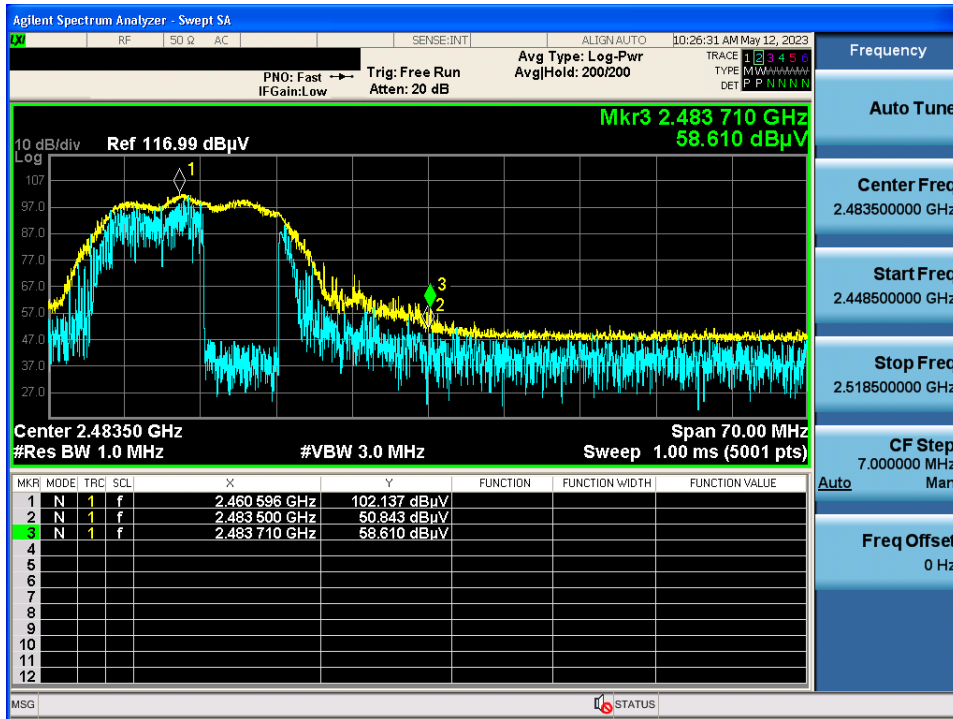 Agilent Spectrum Analyzer - Swept SA
LXI RF 50 Ω AC SENSE:INT ALIGN AUTO 10:26:31 AM May 12, 2023
PNO: Fast
IFGain:Low
Trig: Free Run
Atten: 20 dB
Avg Type: Log-Pwr
Avg|Hold: 200/200
TRACE 1 2 3 4 5 6
TYPE M W W W W W
DET P P N N N N
Mkr3 2.483 710 GHz
58.610 dBµV
10 dB/div
Log
Ref 116.99 dBµV
107
97.0
87.0
77.0
67.0
57.0
47.0
37.0
27.0
1
3
2
Center 2.48350 GHz
Span 70.00 MHz
#Res BW 1.0 MHz
#VBW 3.0 MHz
Sweep 1.00 ms (5001 pts)
MKR MODE TRC SCL X Y FUNCTION FUNCTION WIDTH FUNCTION VALUE
1 N 1 f 2.460 596 GHz 102.137 dBµV
2 N 1 f 2.483 500 GHz 50.843 dBµV
3 N 1 f 2.483 710 GHz 58.610 dBµV
4
5
6
7
8
9
10
11
12
MSG
STATUS
Frequency
Auto Tune
Center Freq
2.483500000 GHz
Start Freq
2.448500000 GHz
Stop Freq
2.518500000 GHz
CF Step
7.000000 MHz
Auto Man
Freq Offset
0 Hz